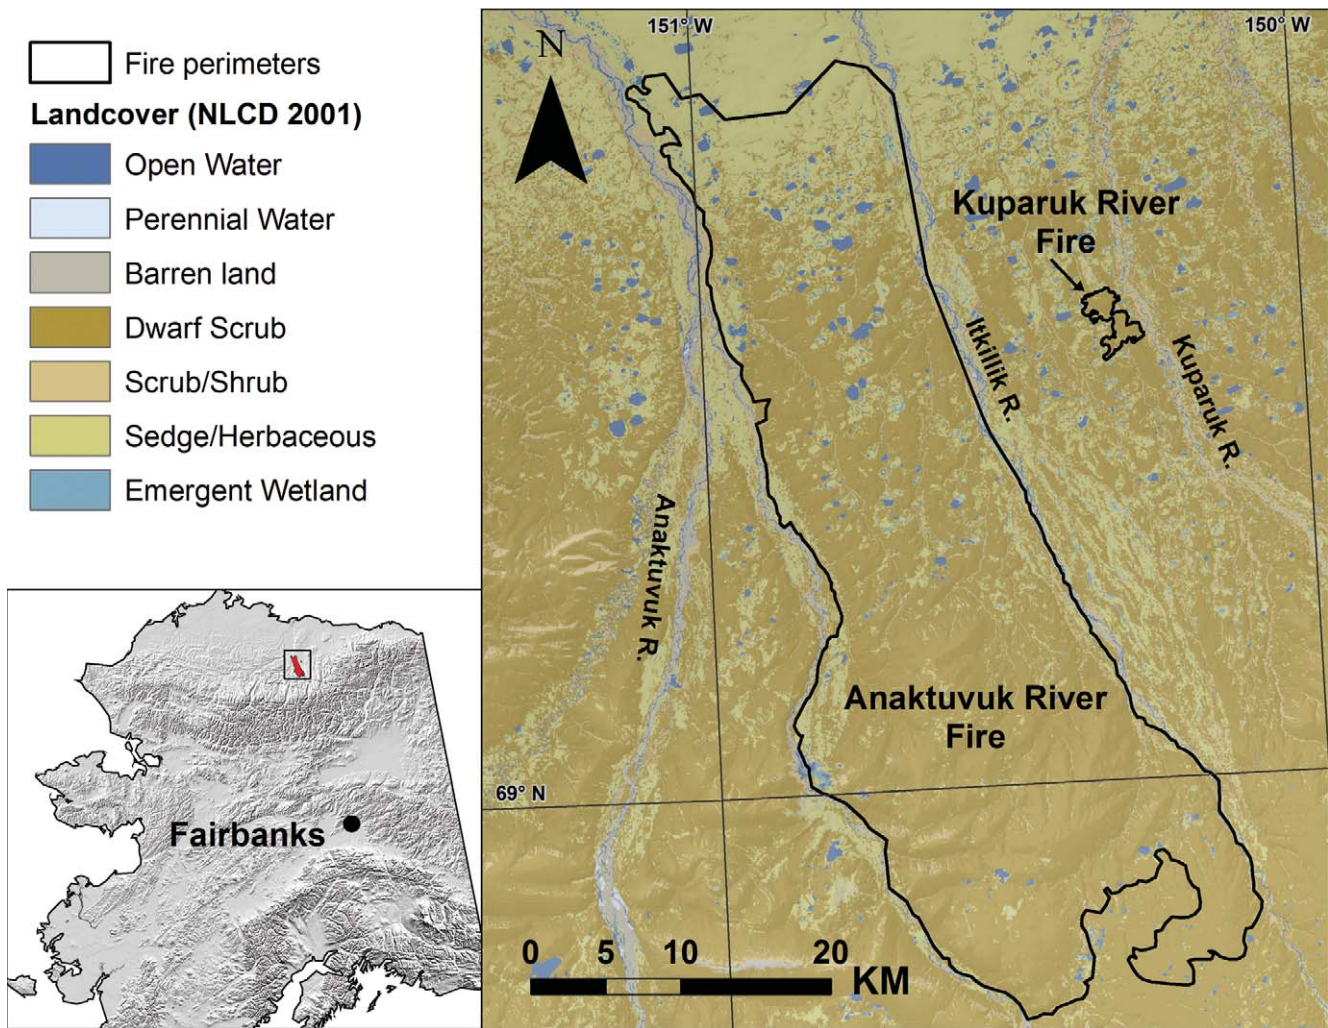 Fire perimeters
Landcover (NLCD 2001)
Open Water
Perennial Water
Barren land
Dwarf Scrub
Scrub/Shrub
Sedge/Herbaceous
Emergent Wetland
Fairbanks
151° W
150° W
N
Kuparuk River
Fire
Itkillik R.
Kuparuk R.
Anaktuvuk R.
Anaktuvuk River
Fire
69° N
0 5 10 20
KM